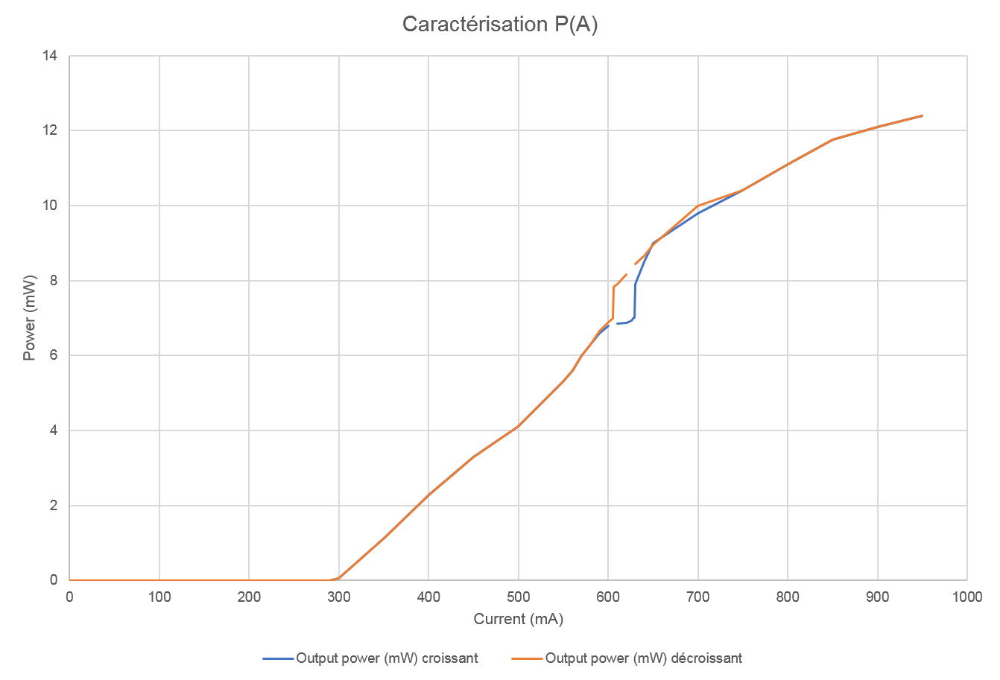 Caractérisation P(A)
14
12
10
8
6
4
2
0
Power (mW)
0 100 200 300 400 500 600 700 800 900 1000
Current (mA)
Output power (mW) croissant Output power (mW) décroissant